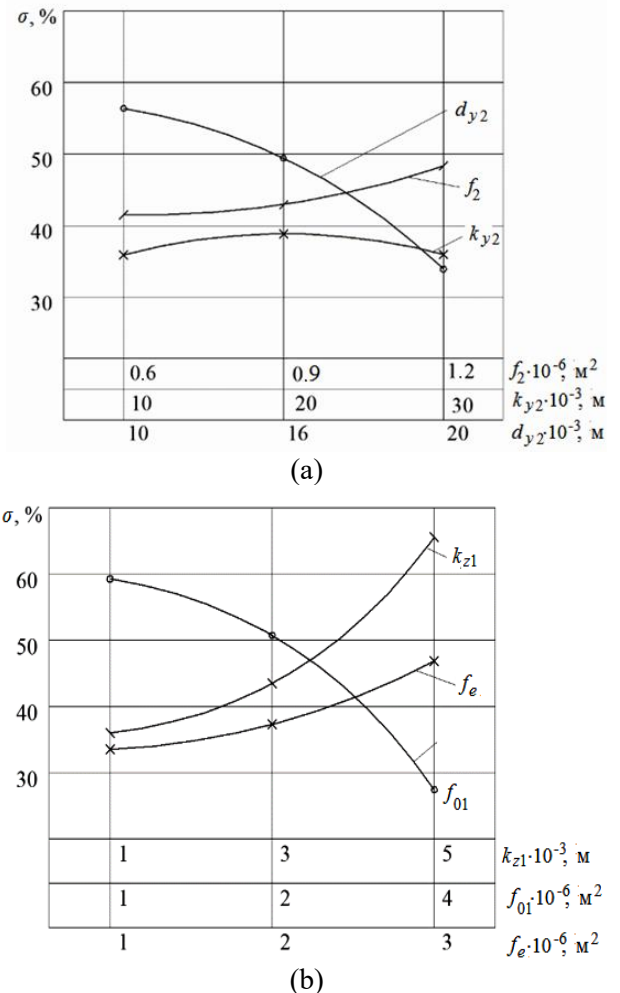 σ, %
60
d_y2
50
f_2
40
k_y2
30
0.6 0.9 1.2 f_2·10^-6, м^2
10 20 30 k_y2·10^-3, м
10 16 20 d_y2·10^-3, м
(a)
σ, %
k_z1
60
50
f_e
40
30
f_01
1 3 5 k_z1·10^-3, м
1 2 4 f_01·10^-6, м^2
1 2 3 f_e·10^-6, м^2
(b)